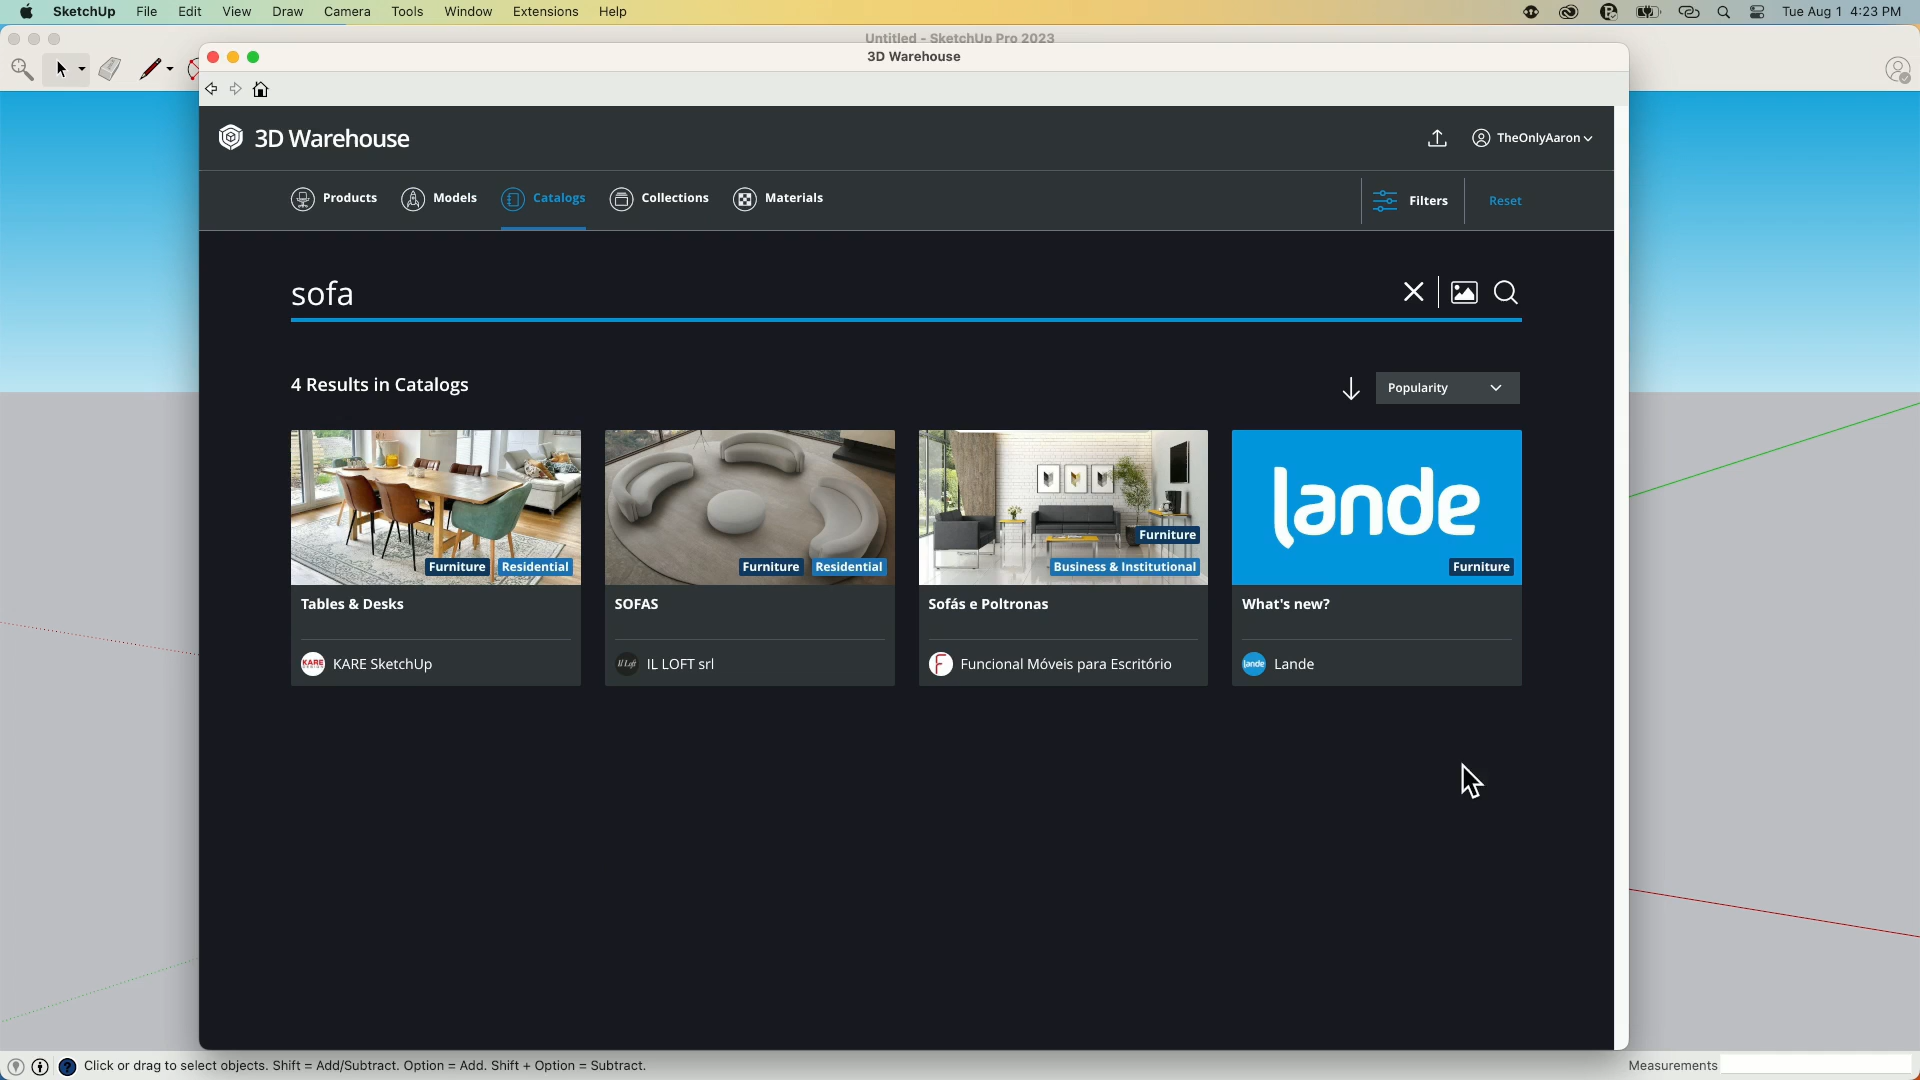 SketchUp File Edit View Draw Camera Tools Window Extensions Help Tue Aug 1 4:23 PM
Untitled - SketchUp Pro 2023
3D Warehouse
3D Warehouse
TheOnlyAaron
Products Models Catalogs Collections Materials Filters Reset
sofa
4 Results in Catalogs
Popularity
Furniture Residential
Furniture Residential
Furniture
Business & Institutional
lande
Furniture
Tables & Desks
SOFAS
Sofás e Poltronas
What's new?
KARE KARE SketchUp
Il Loft IL LOFT srl
F Funcional Móveis para Escritório
lande Lande
Click or drag to select objects. Shift = Add/Subtract. Option = Add. Shift + Option = Subtract.
Measurements